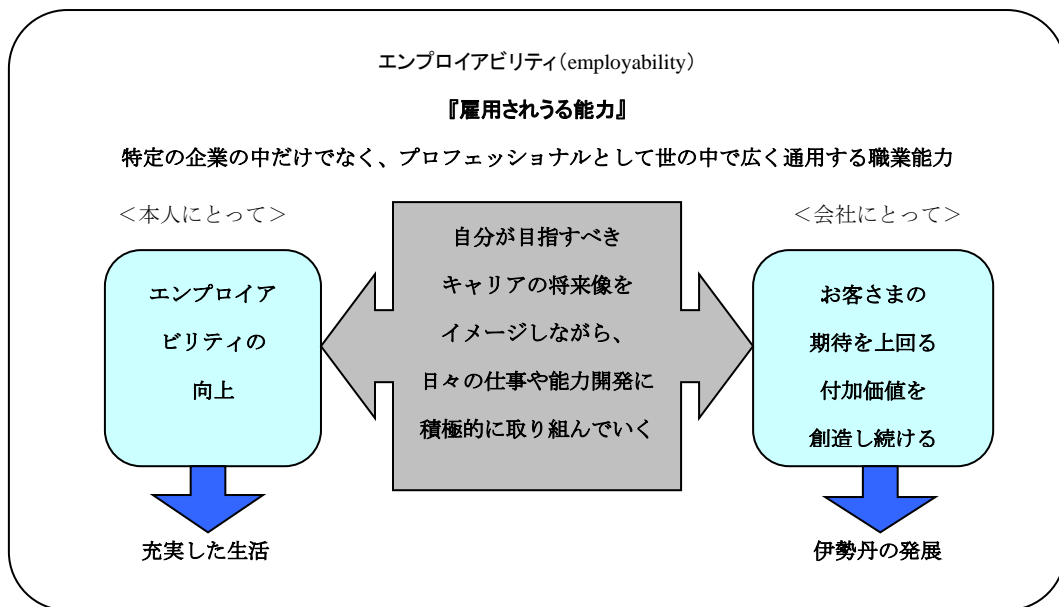 エンプロイアビリティ（employability）
『雇用されうる能力』
特定の企業の中だけでなく、プロフェッショナルとして世の中で広く通用する職業能力
＜本人にとって＞
エンプロイア
ビリティの
向上
充実した生活
自分が目指すべき
キャリアの将来像を
イメージしながら、
日々の仕事や能力開発に
積極的に取り組んでいく
＜会社にとって＞
お客さまの
期待を上回る
付加価値を
創造し続ける
伊勢丹の発展